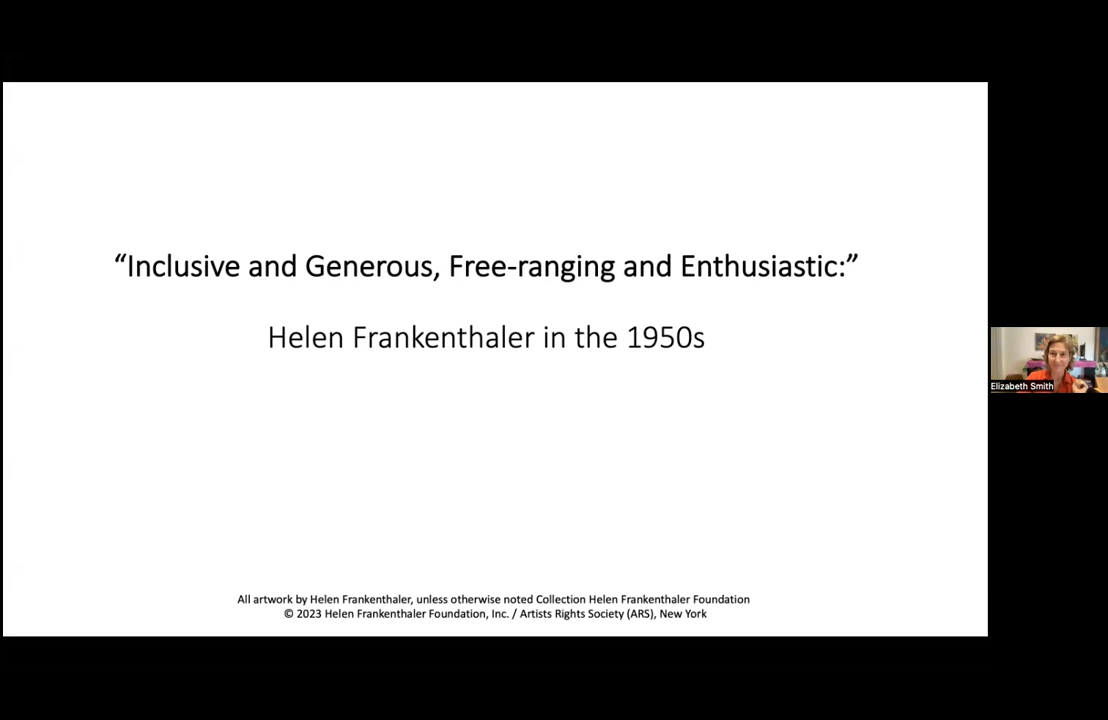 “Inclusive and Generous, Free-ranging and Enthusiastic:”
Helen Frankenthaler in the 1950s
Elizabeth Smith
All artwork by Helen Frankenthaler, unless otherwise noted Collection Helen Frankenthaler Foundation
© 2023 Helen Frankenthaler Foundation, Inc. / Artists Rights Society (ARS), New York